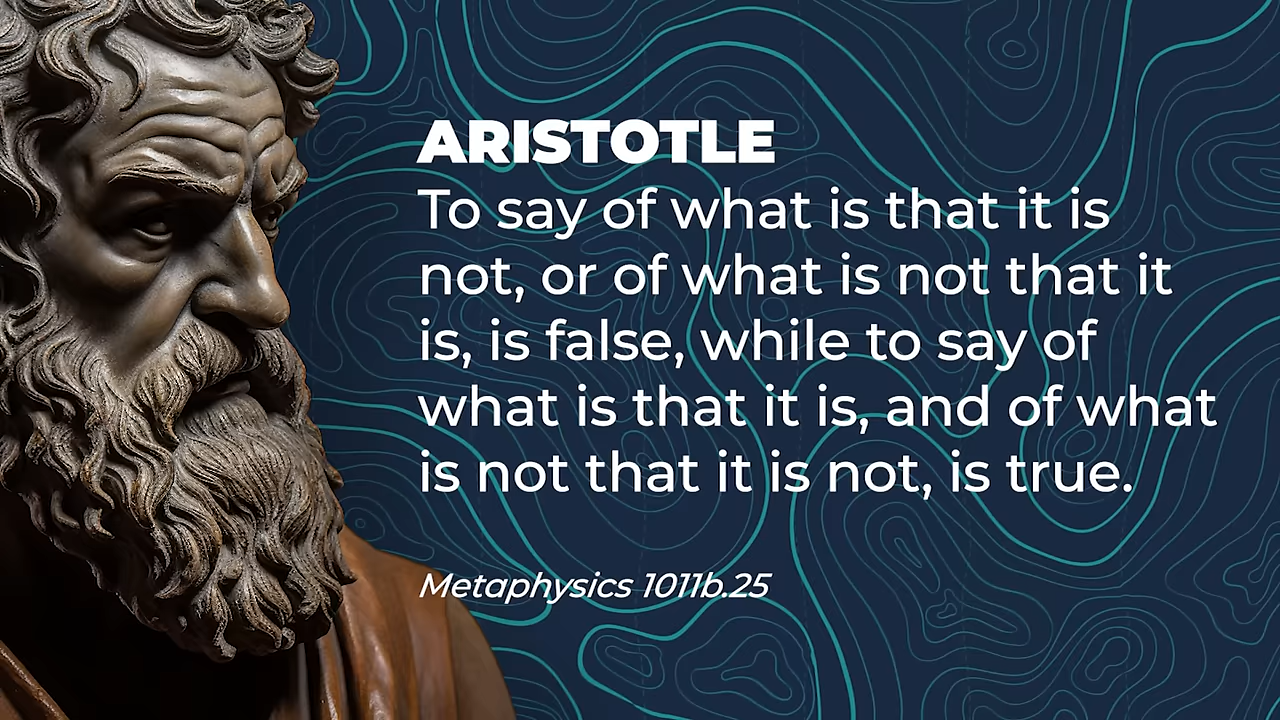 ARISTOTLE
To say of what is that it is
not, or of what is not that it
is, is false, while to say of
what is that it is, and of what
is not that it is not, is true.
Metaphysics 1011b.25